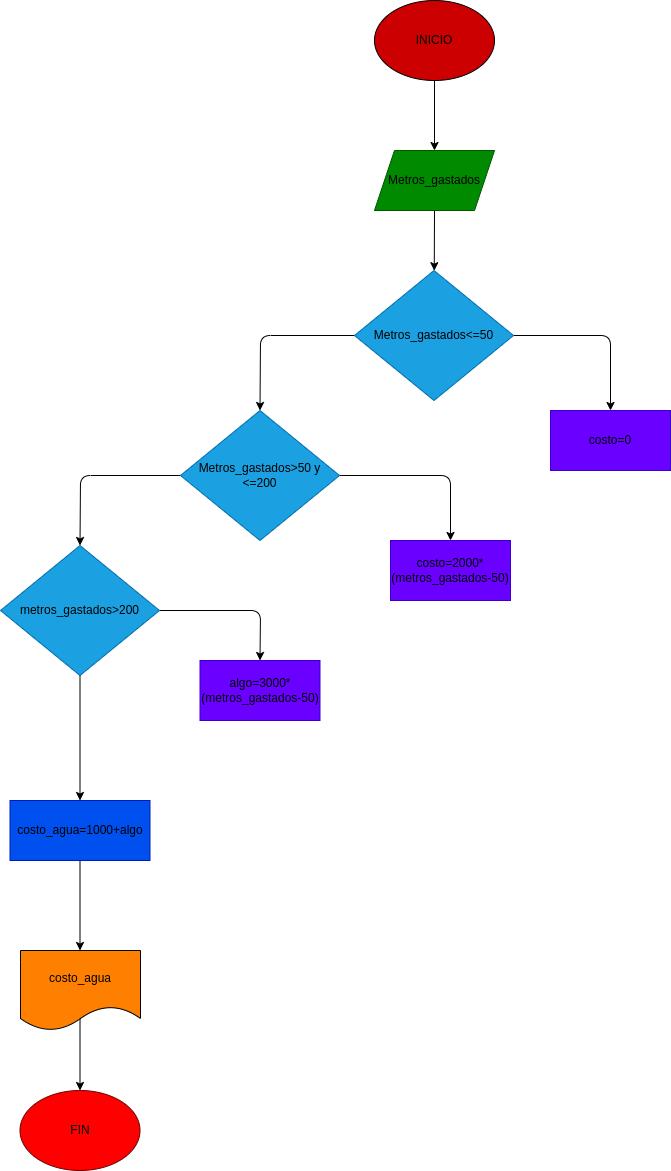 INICIO
Metros_gastados
Metros_gastados<=50
costo=0
Metros_gastados>50 y
<=200
costo=2000*
(metros_gastados-50)
metros_gastados>200
algo=3000*
(metros_gastados-50)
costo_agua=1000+algo
costo_agua
FIN